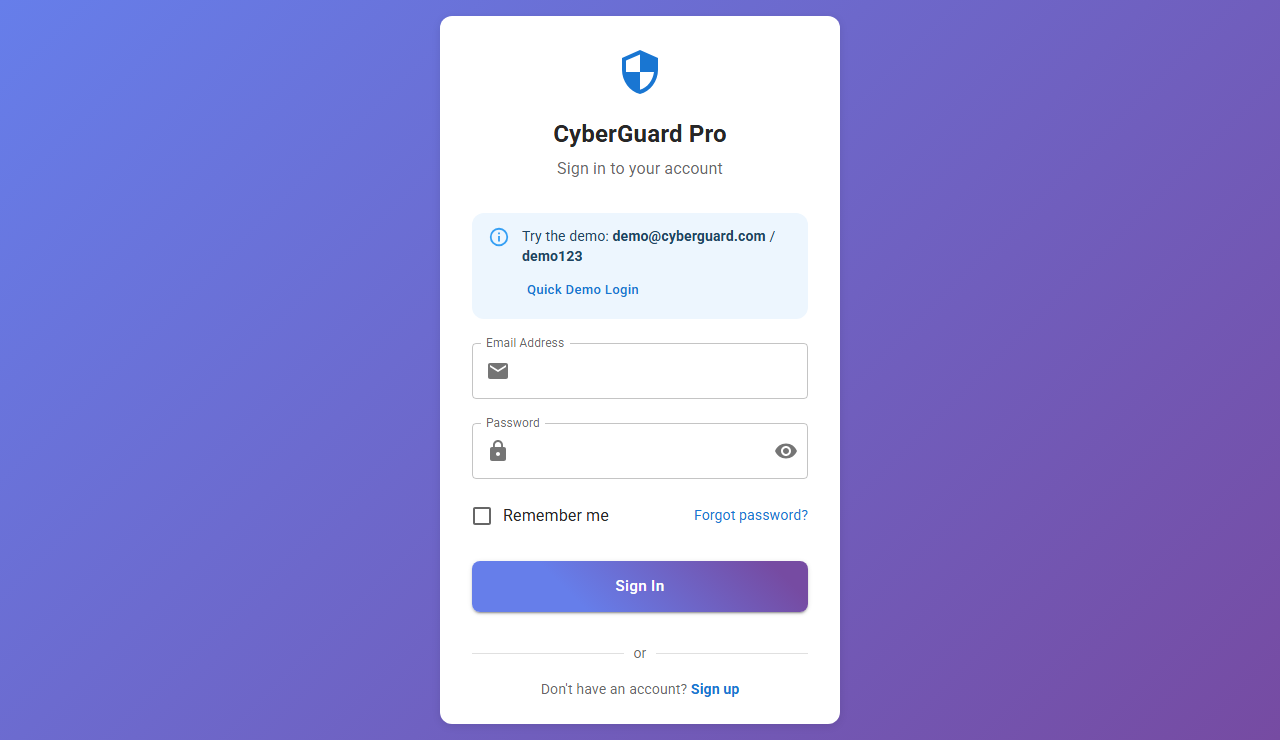 CyberGuard Pro
Sign in to your account
Try the demo: demo@cyberguard.com /
demo123
Quick Demo Login
Email Address
Password
Remember me
Forgot password?
Sign In
or
Don't have an account? Sign up